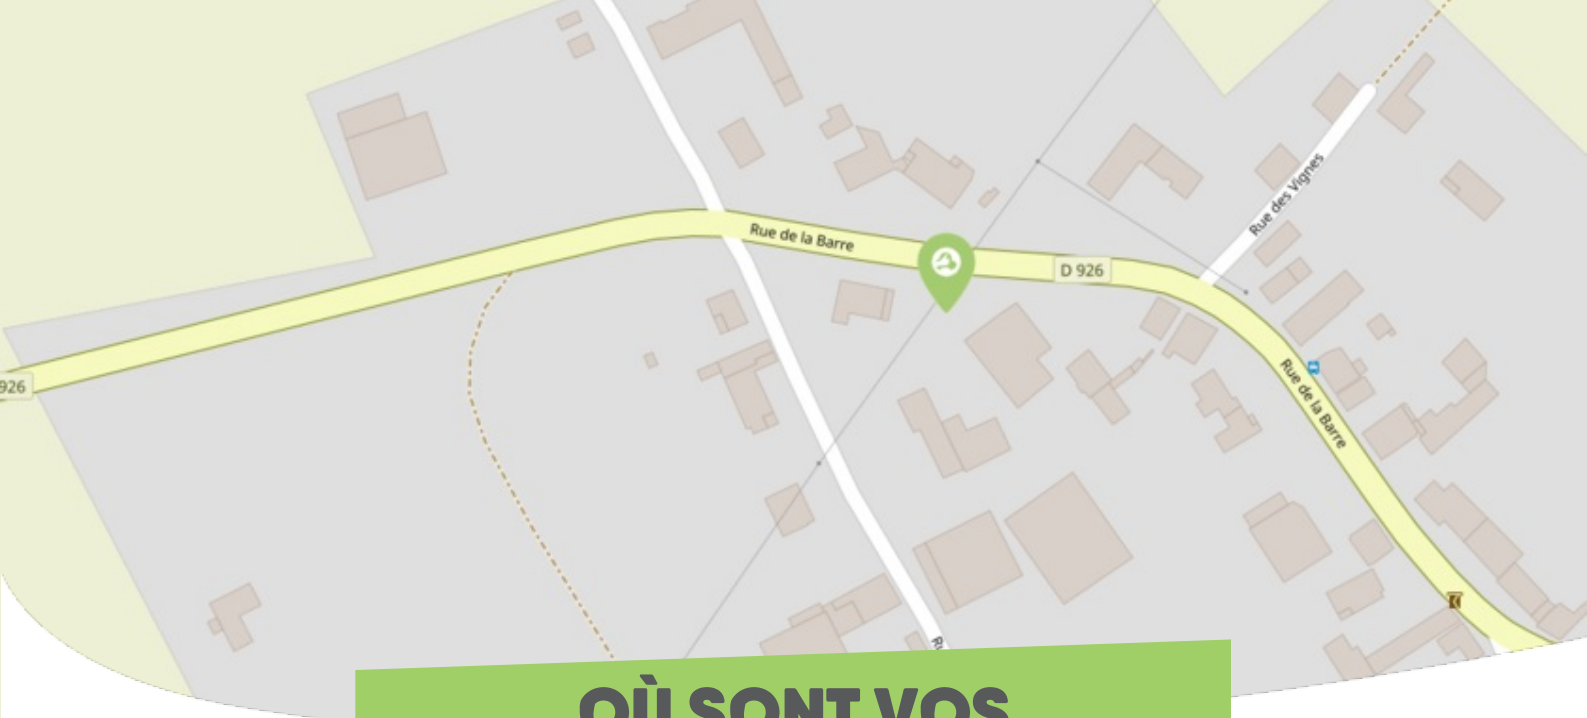 Rue des Vignes
Rue de la Barre
D 926
926
Rue de la Barre
OÙ SONT VOS